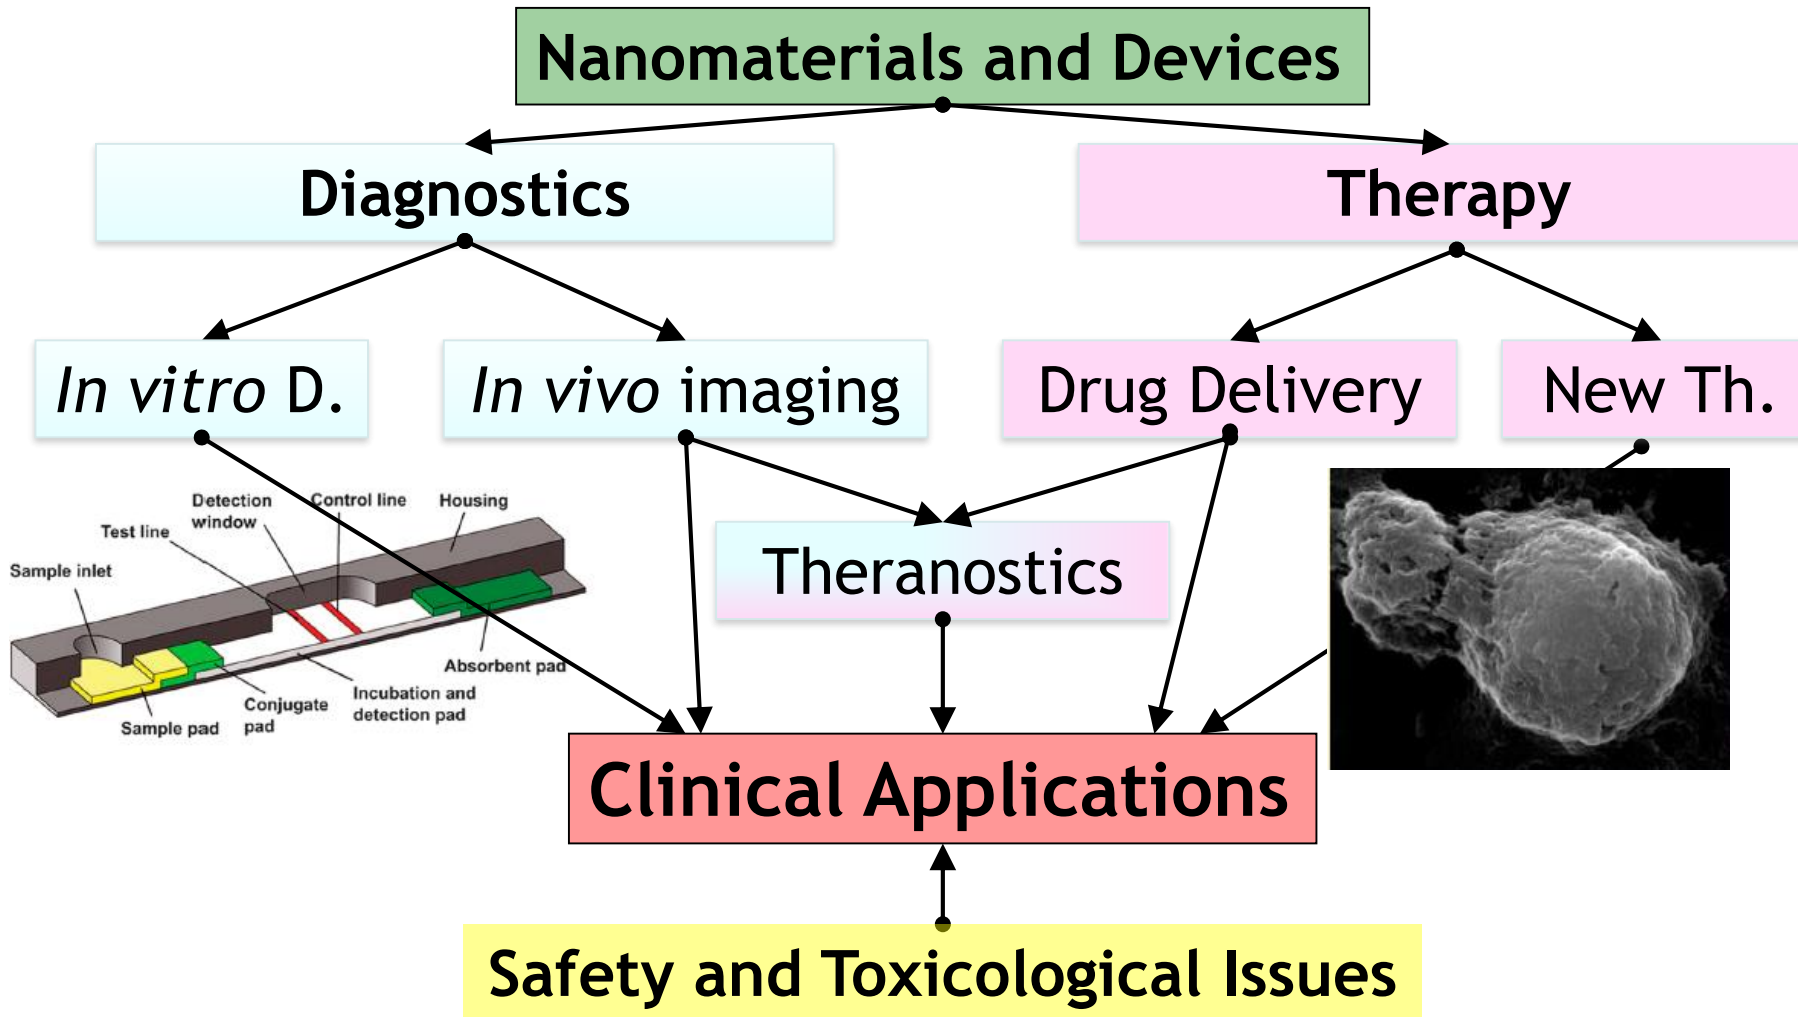 Nanomaterials and Devices
Diagnostics
Therapy
In vitro D.
In vivo imaging
Drug Delivery
New Th.
Detection
window
Control line
Housing
Test line
Sample inlet
Absorbent pad
Incubation and
detection pad
Conjugate
pad
Sample pad
Theranostics
Clinical Applications
Safety and Toxicological Issues